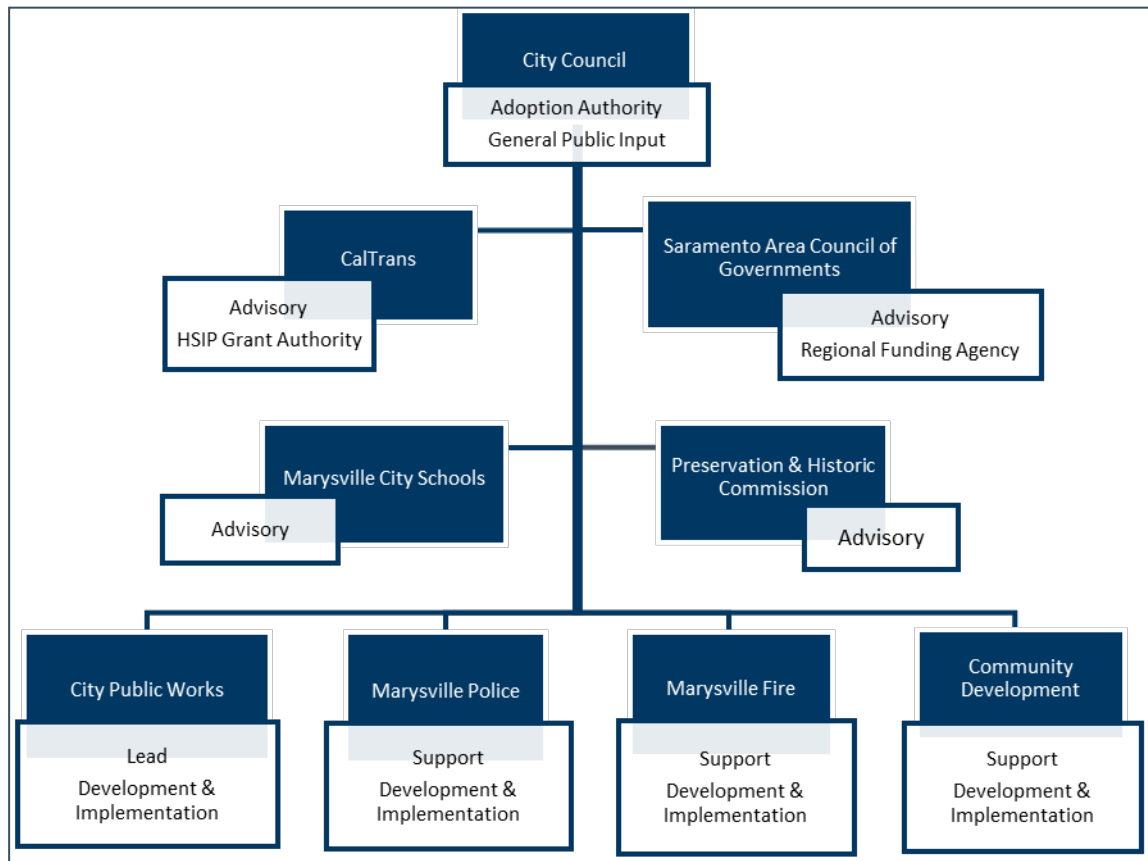 City Council
Adoption Authority
General Public Input
CalTrans
Advisory
HSIP Grant Authority
Saramento Area Council of
Governments
Advisory
Regional Funding Agency
Marysville City Schools
Advisory
Preservation & Historic
Commission
Advisory
City Public Works
Lead
Development &
Implementation
Marysville Police
Support
Development &
Implementation
Marysville Fire
Support
Development &
Implementation
Community
Development
Support
Development &
Implementation